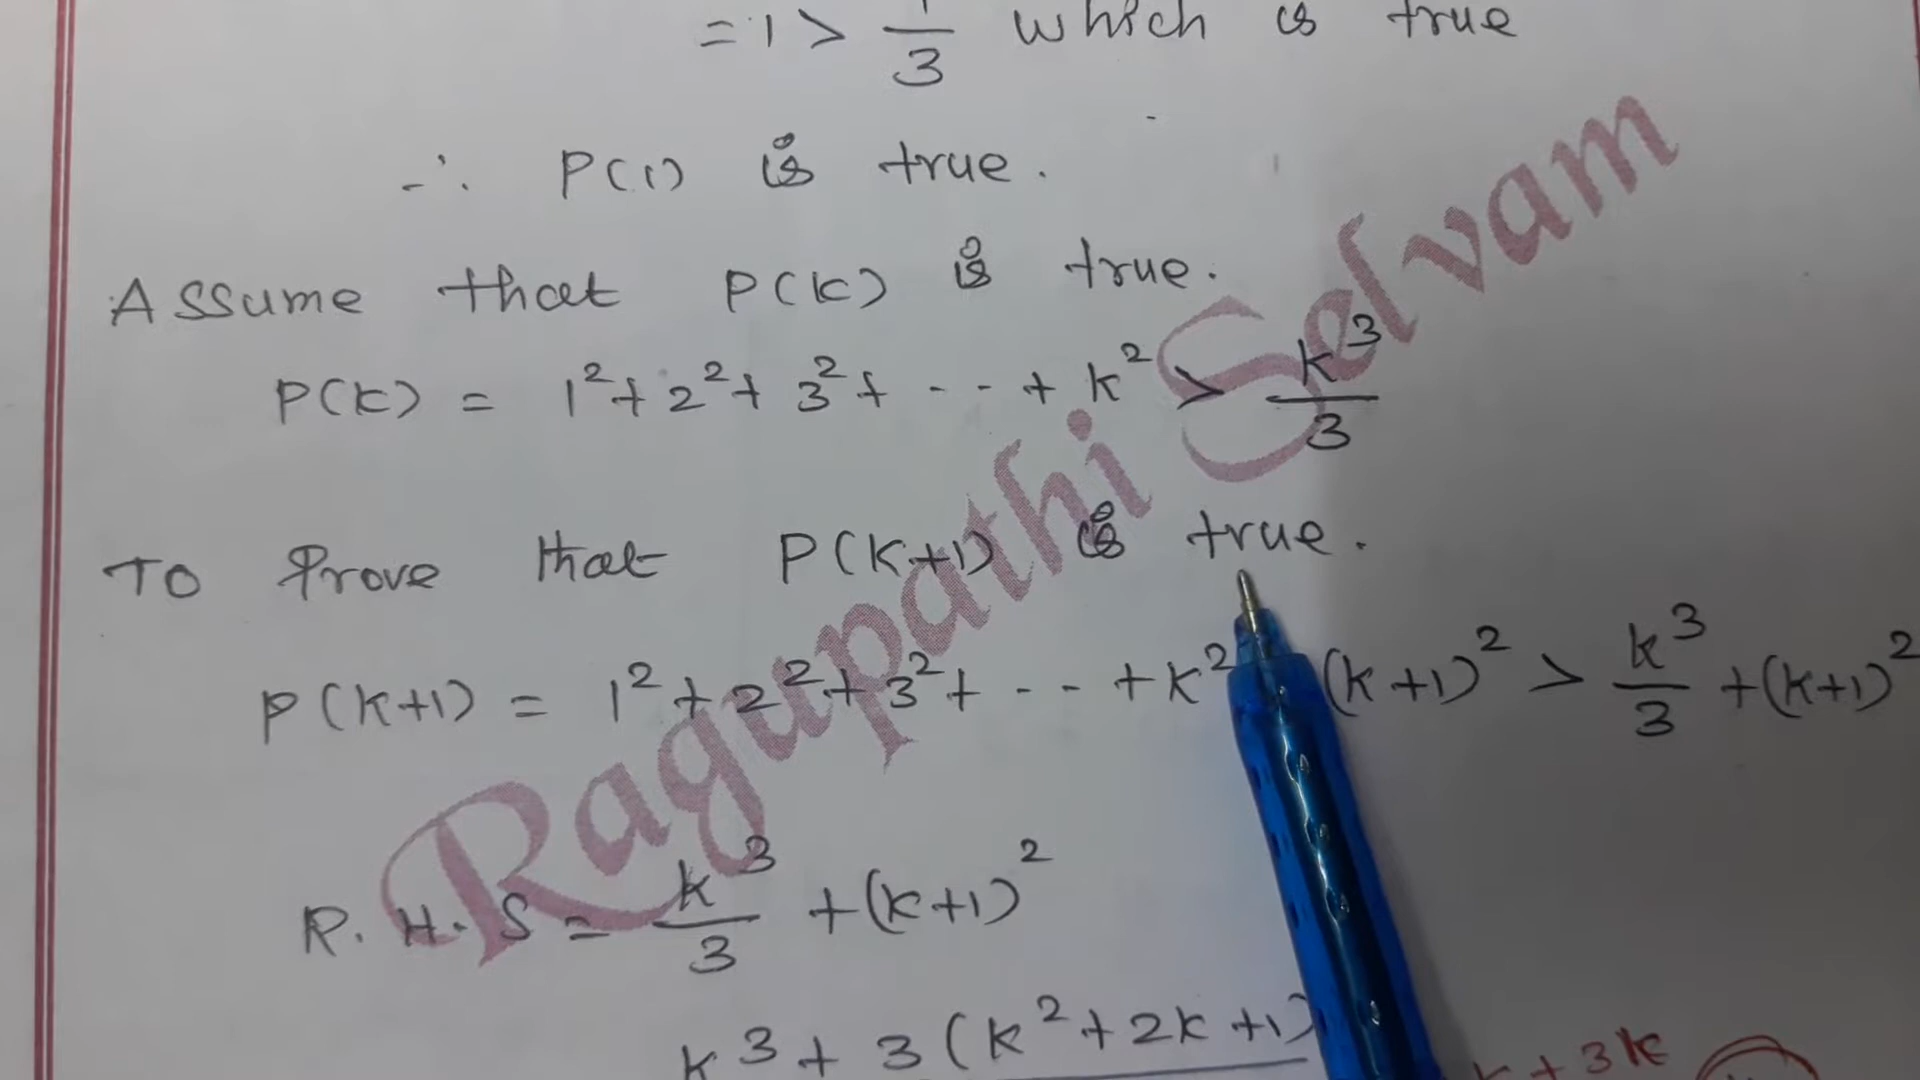 = 1 > 1/3 which is true
∴ P(1) is true.
Assume that P(k) is true.
P(k) = 1² + 2² + 3² + - - + k² > k³/3
To Prove that P(k+1) is true.
P(k+1) = 1² + 2² + 3² + - - + k² (k+1)² > k³/3 + (k+1)²
R.H.S = k³/3 + (k+1)²
k³ + 3(k² + 2k + 1)
+ 3k
Ragupathi Selvam